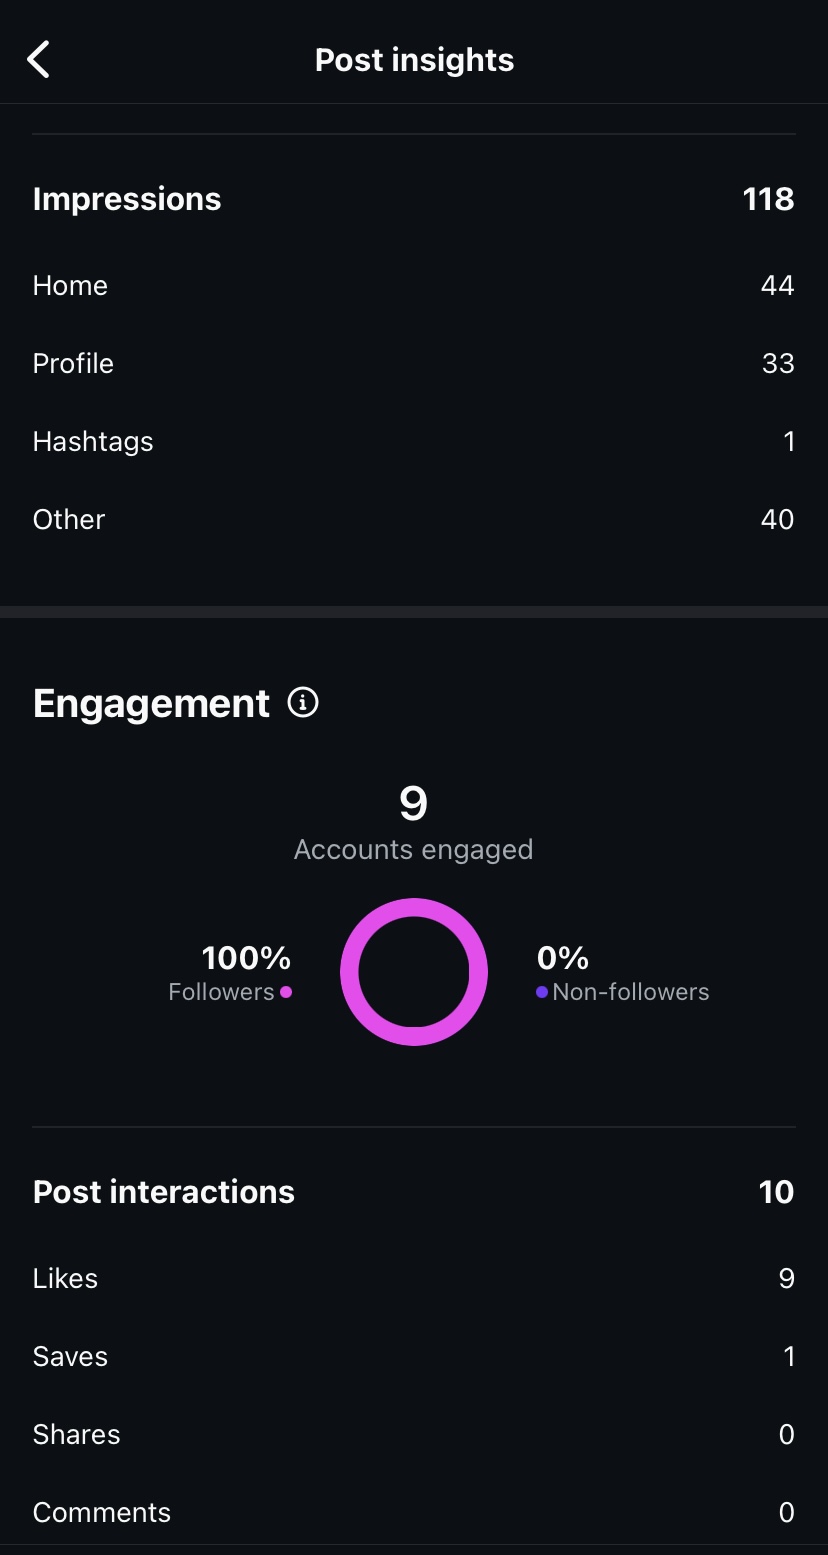 Post insights
Impressions 118
Home 44
Profile 33
Hashtags 1
Other 40
Engagement
9
Accounts engaged
100% 0%
Followers Non-followers
Post interactions 10
Likes 9
Saves 1
Shares 0
Comments 0